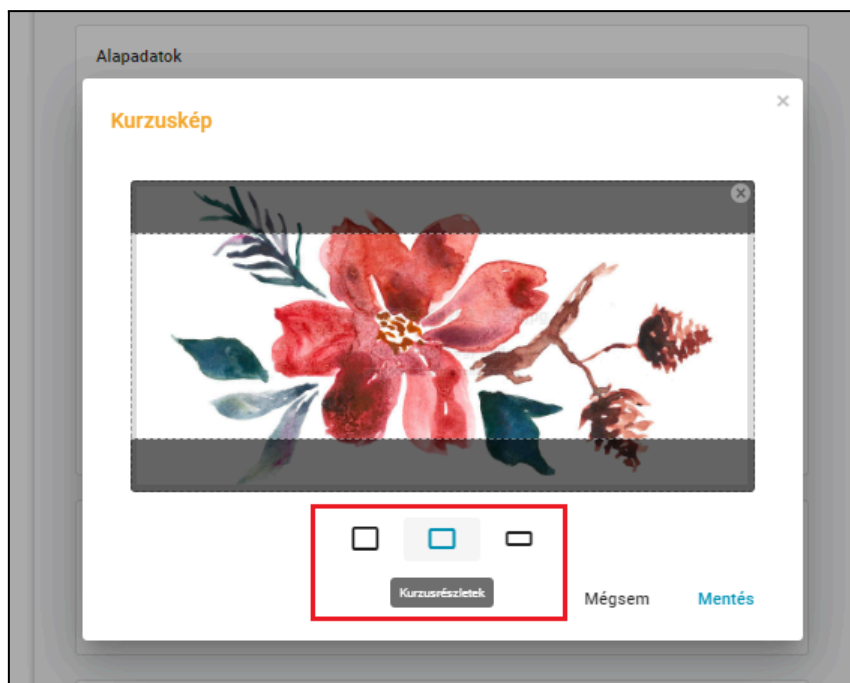 Alapadatok
Kurzuskép
Kurzusrészletek
Mégsem
Mentés